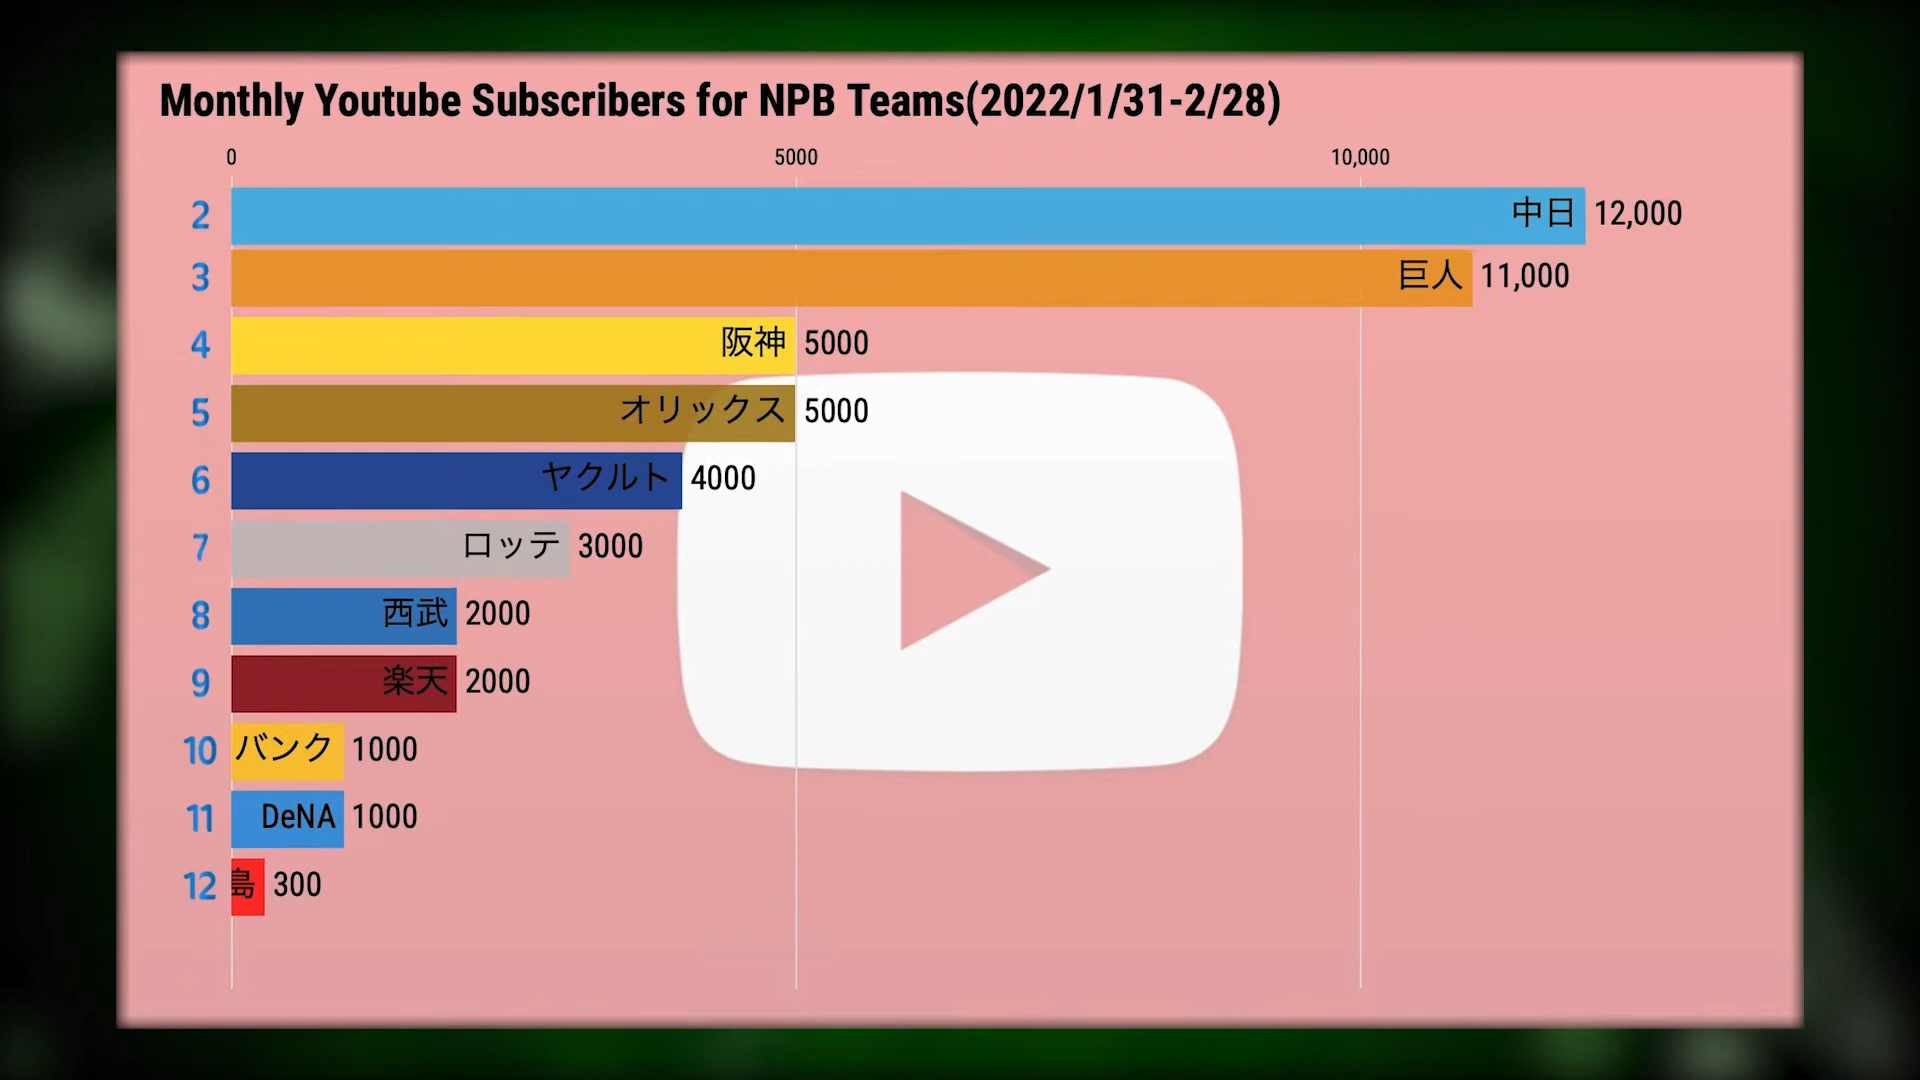 Monthly Youtube Subscribers for NPB Teams(2022/1/31-2/28)
0 5000 10,000
2 中日 12,000
3 巨人 11,000
4 阪神 5000
5 オリックス 5000
6 ヤクルト 4000
7 ロッテ 3000
8 西武 2000
9 楽天 2000
10 バンク 1000
11 DeNA 1000
12 島 300